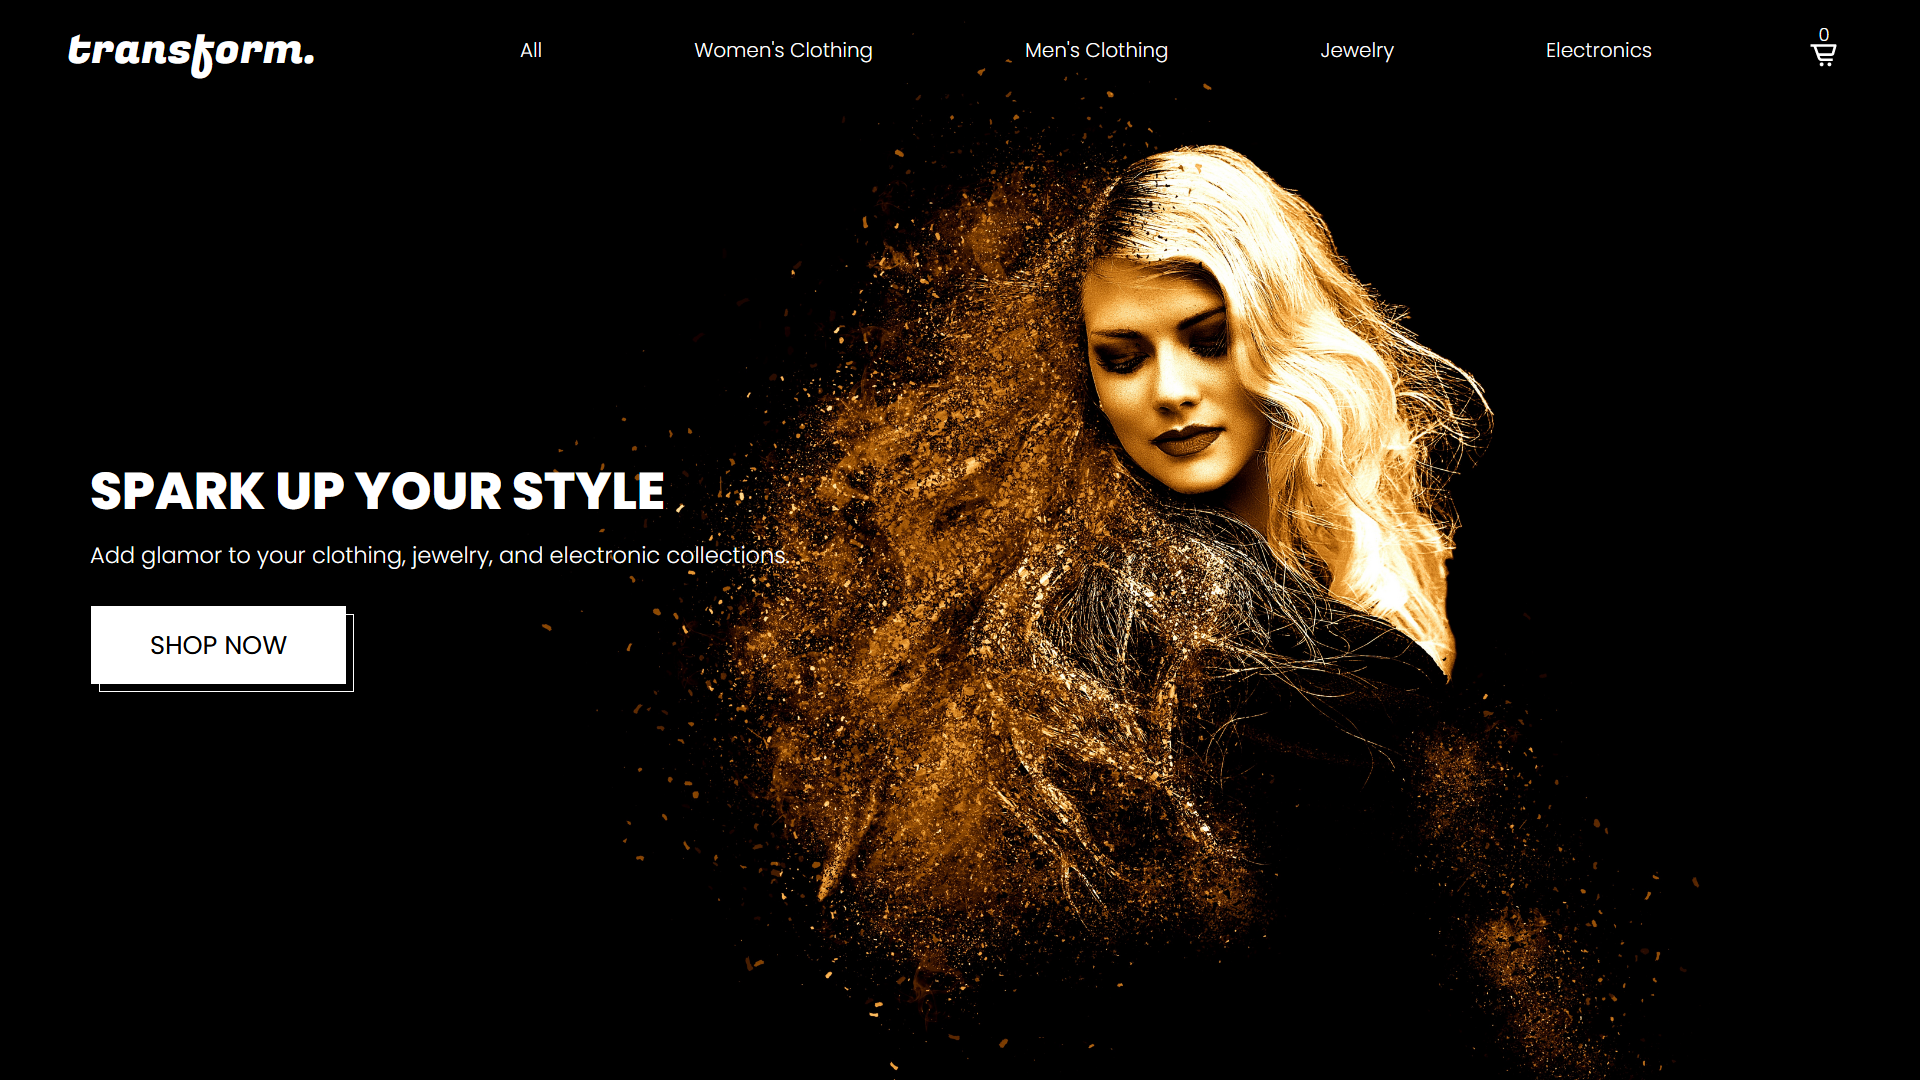 transform.
All
Women's Clothing
Men's Clothing
Jewelry
Electronics
0
SPARK UP YOUR STYLE
Add glamor to your clothing, jewelry, and electronic collections.
SHOP NOW